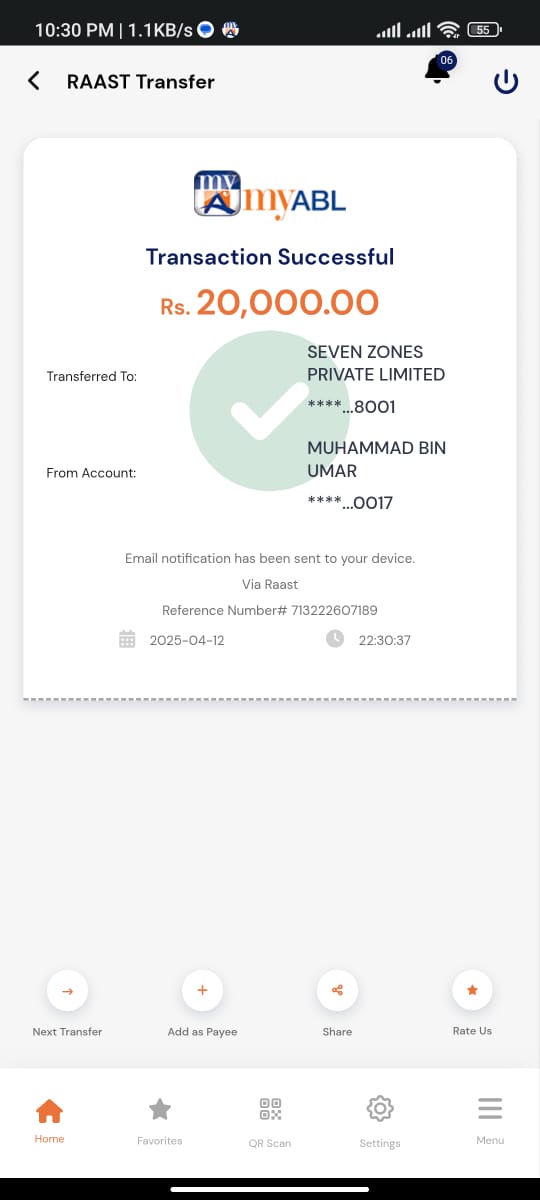 10:30 PM | 1.1KB/s
55
RAAST Transfer
06
my
myABL
Transaction Successful
Rs. 20,000.00
Transferred To:
SEVEN ZONES
PRIVATE LIMITED
****...8001
From Account:
MUHAMMAD BIN
UMAR
****...0017
Email notification has been sent to your device.
Via Raast
Reference Number# 713222607189
2025-04-12
22:30:37
Next Transfer
Add as Payee
Share
Rate Us
Home
Favorites
QR Scan
Settings
Menu